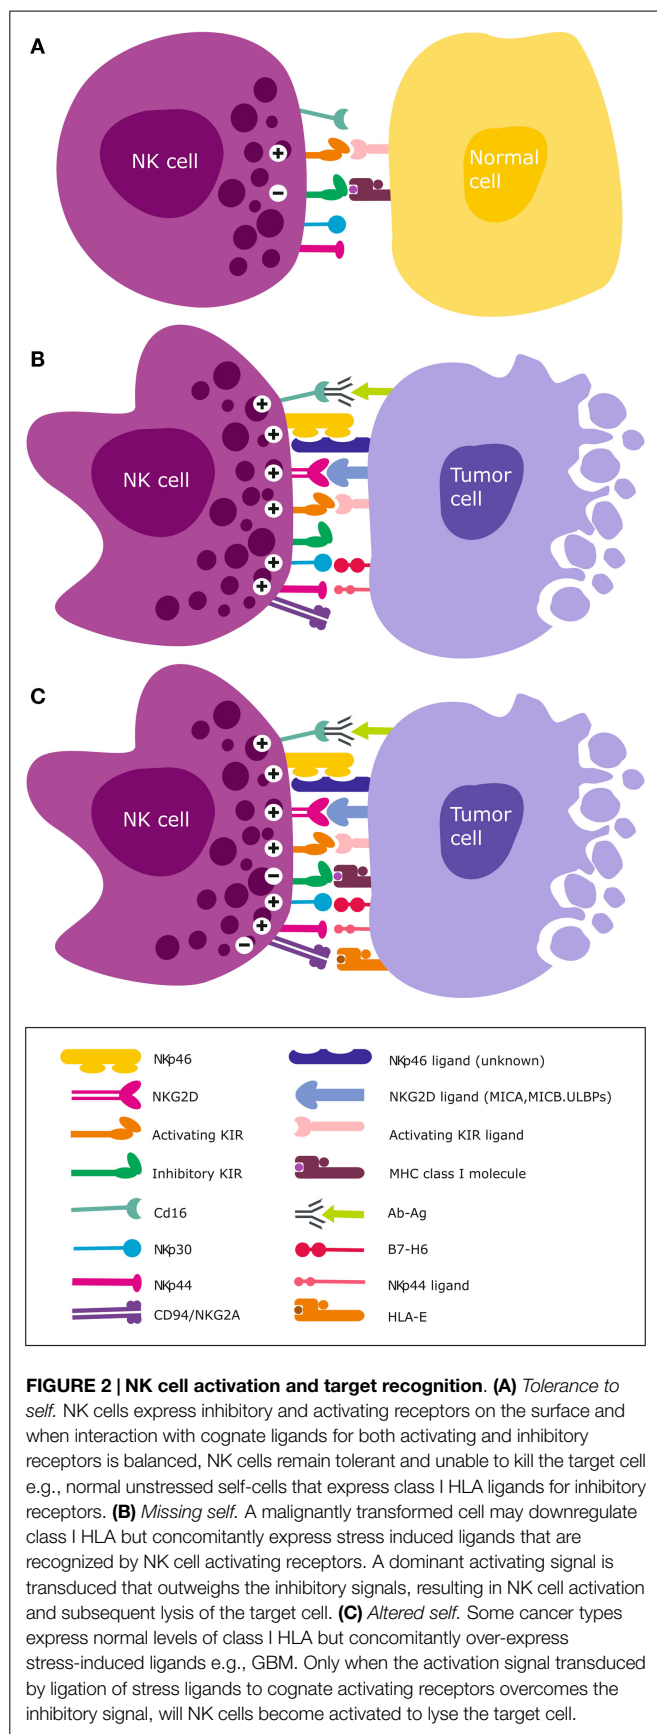 A
NK cell
+
−
Normal
cell
B
NK cell
+
+
+
+
+
+
Tumor
cell
C
NK cell
+
+
+
+
−
+
+
−
Tumor
cell
NKp46
NKp46 ligand (unknown)
NKG2D
NKG2D ligand (MICA,MICB.ULBPs)
Activating KIR
Activating KIR ligand
Inhibitory KIR
MHC class I molecule
Cd16
Ab-Ag
NKp30
B7-H6
NKp44
NKp44 ligand
CD94/NKG2A
HLA-E
FIGURE 2 | NK cell activation and target recognition. (A) Tolerance to
self. NK cells express inhibitory and activating receptors on the surface and
when interaction with cognate ligands for both activating and inhibitory
receptors is balanced, NK cells remain tolerant and unable to kill the target cell
e.g., normal unstressed self-cells that express class I HLA ligands for inhibitory
receptors. (B) Missing self. A malignantly transformed cell may downregulate
class I HLA but concomitantly express stress induced ligands that are
recognized by NK cell activating receptors. A dominant activating signal is
transduced that outweighs the inhibitory signals, resulting in NK cell activation
and subsequent lysis of the target cell. (C) Altered self. Some cancer types
express normal levels of class I HLA but concomitantly over-express
stress-induced ligands e.g., GBM. Only when the activation signal transduced
by ligation of stress ligands to cognate activating receptors overcomes the
inhibitory signal, will NK cells become activated to lyse the target cell.